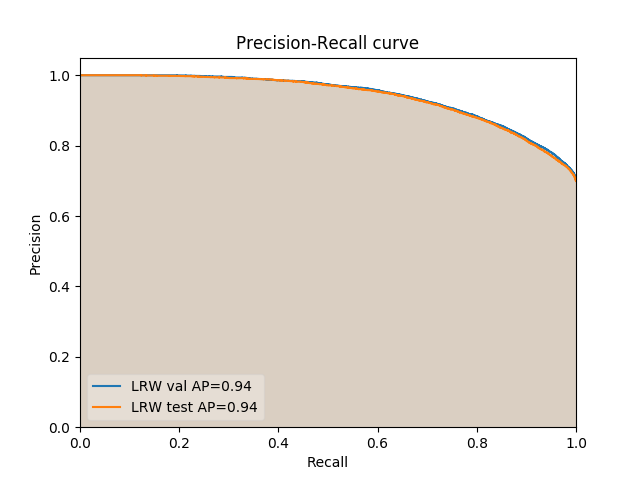 Precision-Recall curve
Precision
1.0
0.8
0.6
0.4
0.2
0.0
LRW val AP=0.94
LRW test AP=0.94
0.0 0.2 0.4 0.6 0.8 1.0
Recall